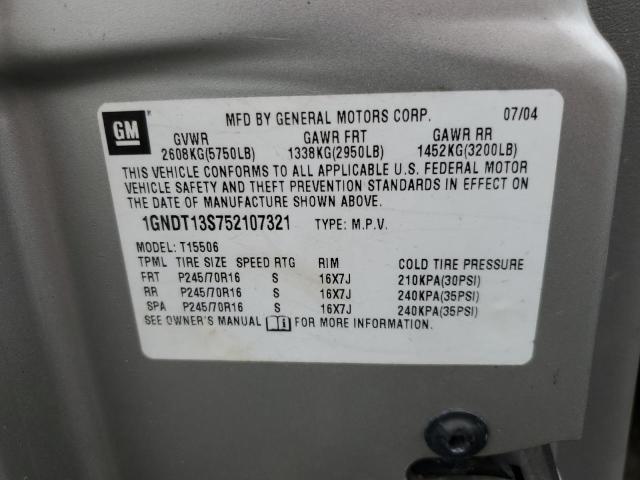 GM
MFD BY GENERAL MOTORS CORP. 07/04
GVWR GAWR FRT GAWR RR
2608KG(5750LB) 1338KG(2950LB) 1452KG(3200LB)
THIS VEHICLE CONFORMS TO ALL APPLICABLE U.S. FEDERAL MOTOR
VEHICLE SAFETY AND THEFT PREVENTION STANDARDS IN EFFECT ON
THE DATE OF MANUFACTURE SHOWN ABOVE.
1GNDT13S752107321 TYPE: M.P.V.
MODEL: T15506
TPML TIRE SIZE SPEED RTG RIM COLD TIRE PRESSURE
FRT P245/70R16 S 16X7J 210KPA(30PSI)
RR P245/70R16 S 16X7J 240KPA(35PSI)
SPA P245/70R16 S 16X7J 240KPA(35PSI)
SEE OWNER'S MANUAL FOR MORE INFORMATION.